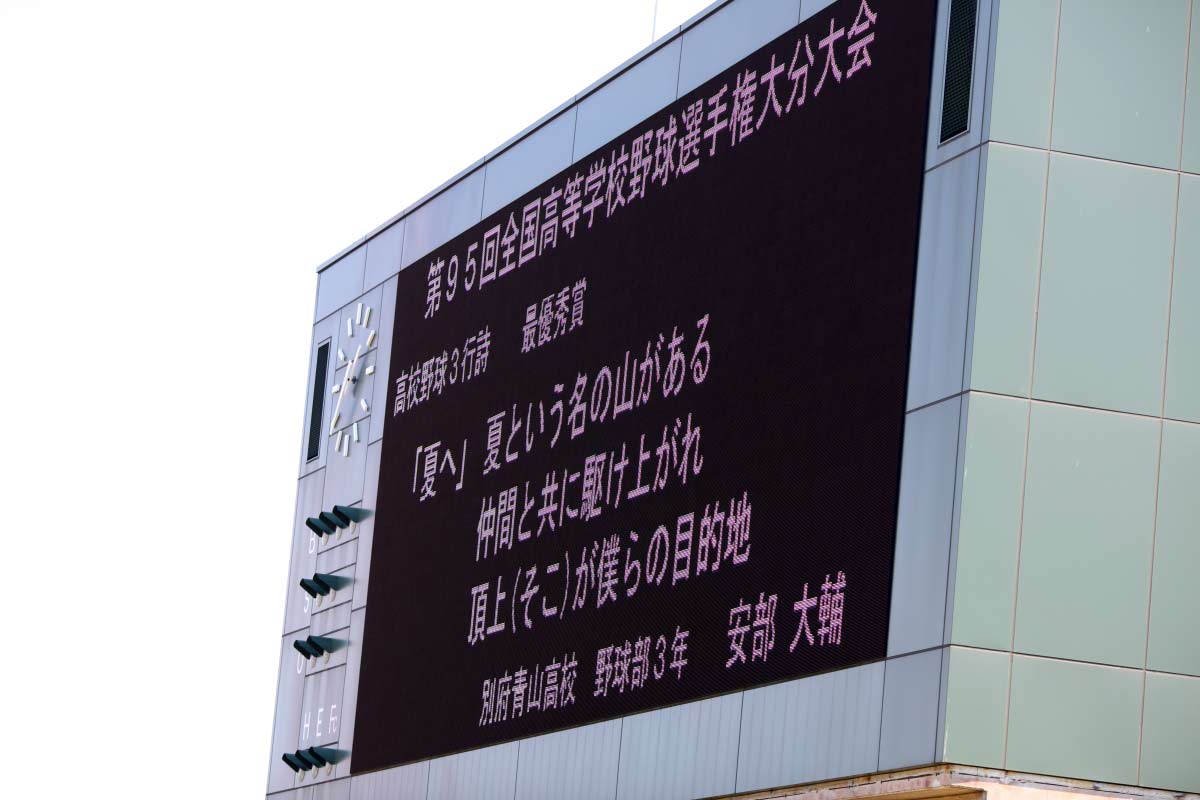 第９５回全国高等学校野球選手権大分大会
高校野球３行詩　最優秀賞
「夏へ」　夏という名の山がある
仲間と共に駆け上がれ
頂上（そこ）が僕らの目的地
別府青山高校　野球部３年　安部　大輔
B
S
O
H E Fc